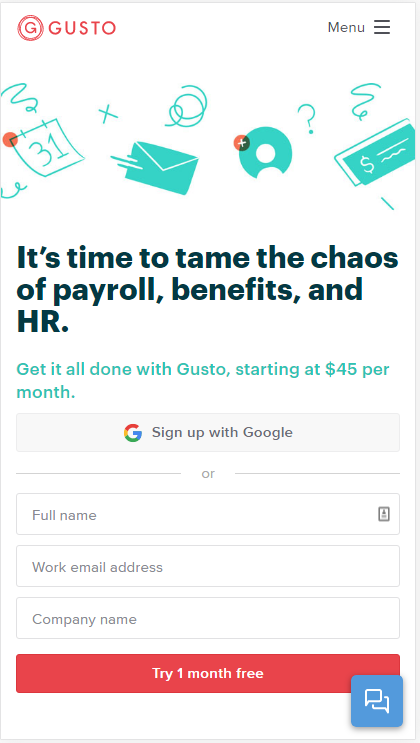 GUSTO
Menu
31
?
$
It’s time to tame the chaos
of payroll, benefits, and
HR.
Get it all done with Gusto, starting at $45 per
month.
Sign up with Google
or
Full name
Work email address
Company name
Try 1 month free